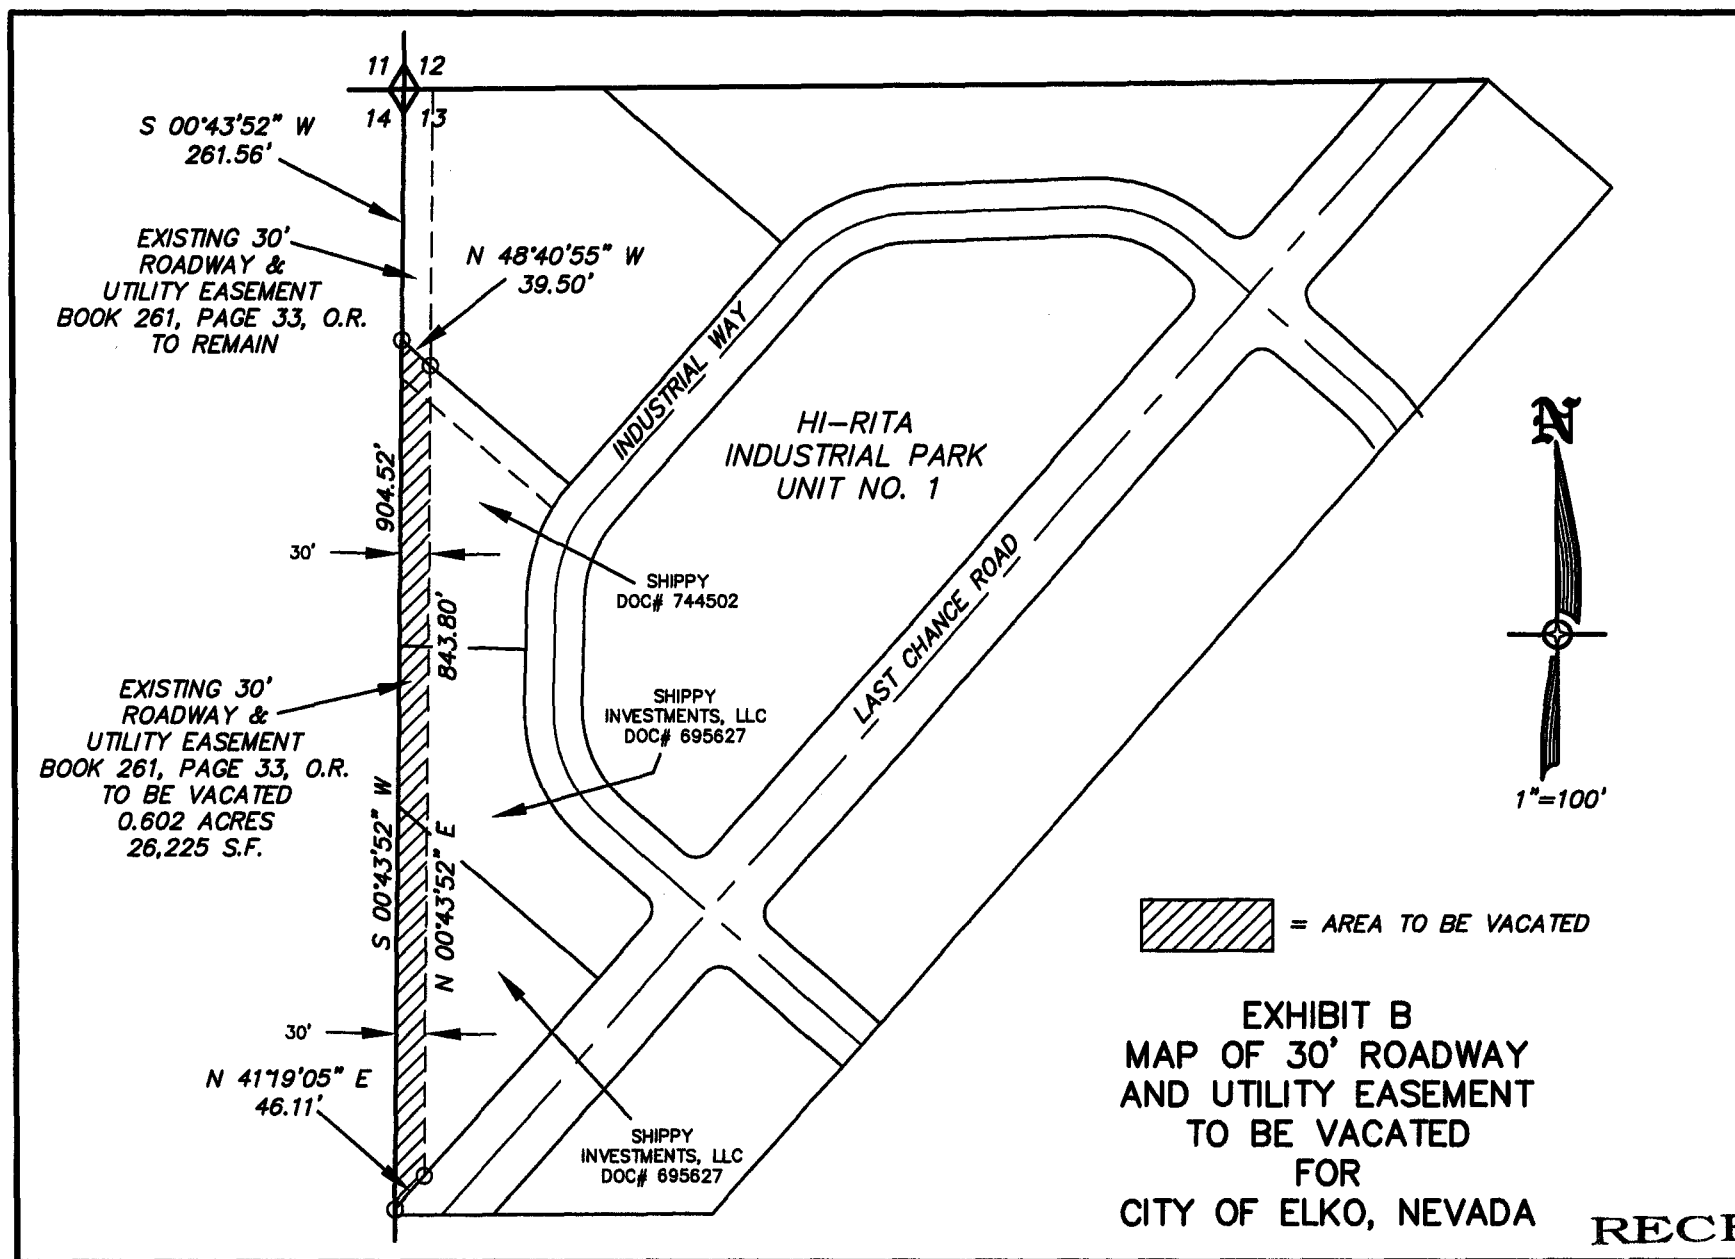 11 12
14 13
S 00°43'52" W
261.56'
EXISTING 30'
ROADWAY &
UTILITY EASEMENT
BOOK 261, PAGE 33, O.R.
TO REMAIN
N 48°40'55" W
39.50'
INDUSTRIAL WAY
HI-RITA
INDUSTRIAL PARK
UNIT NO. 1
N
1"=100'
904.52'
30'
843.80'
SHIPPY
DOC# 744502
LAST CHANCE ROAD
SHIPPY
INVESTMENTS, LLC
DOC# 695627
EXISTING 30'
ROADWAY &
UTILITY EASEMENT
BOOK 261, PAGE 33, O.R.
TO BE VACATED
0.602 ACRES
26,225 S.F.
S 00°43'52" W
N 00°43'52" E
30'
N 41°19'05" E
46.11'
SHIPPY
INVESTMENTS, LLC
DOC# 695627
= AREA TO BE VACATED
EXHIBIT B
MAP OF 30' ROADWAY
AND UTILITY EASEMENT
TO BE VACATED
FOR
CITY OF ELKO, NEVADA